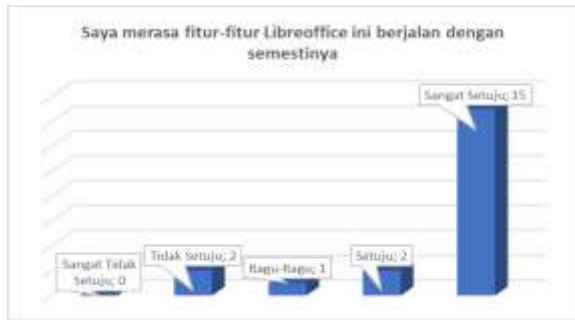 Saya merasa fitur-fitur Libreoffice ini berjalan dengan
semestinya
Sangat Setuju; 15
Sangat Tidak
Setuju; 0
Tidak Setuju; 2
Ragu-Ragu; 1
Setuju; 2